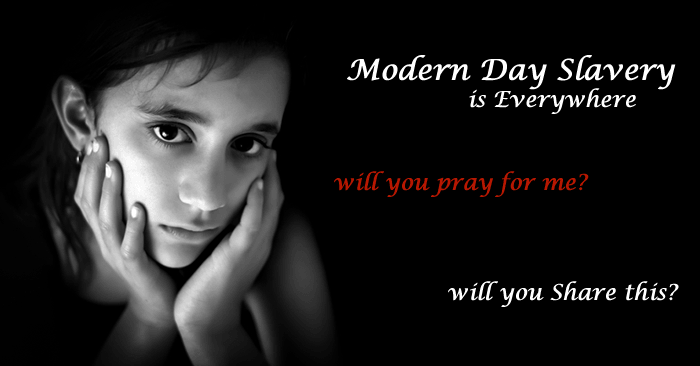 Modern Day Slavery
is Everywhere
will you pray for me?
will you Share this?